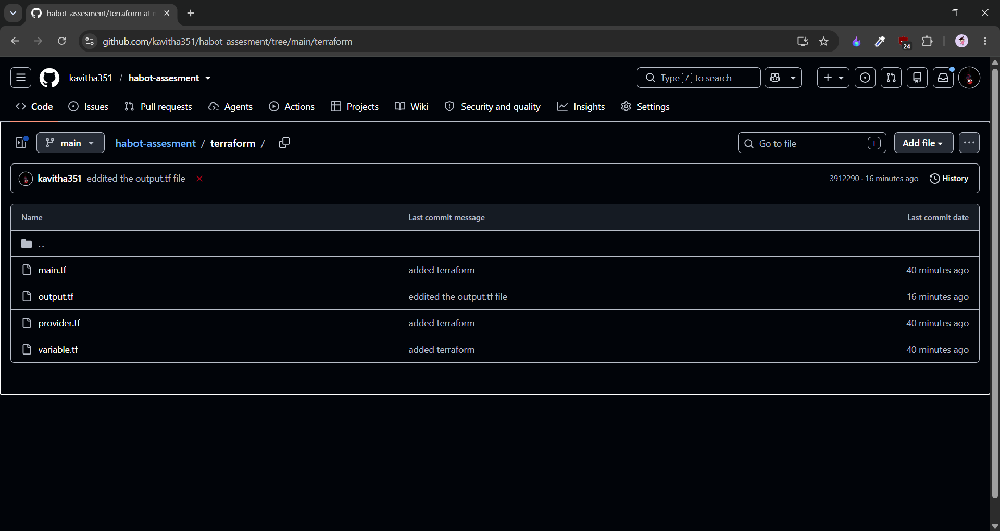 habot-assesment/terraform at
github.com/kavitha351/habot-assesment/tree/main/terraform
24
kavitha351 / habot-assesment
Type / to search
Code Issues Pull requests Agents Actions Projects Wiki Security and quality Insights Settings
main habot-assesment / terraform /
Go to file T Add file
kavitha351 eddited the output.tf file 3912290 · 16 minutes ago History
Name Last commit message Last commit date
..
main.tf added terraform 40 minutes ago
output.tf eddited the output.tf file 16 minutes ago
provider.tf added terraform 40 minutes ago
variable.tf added terraform 40 minutes ago